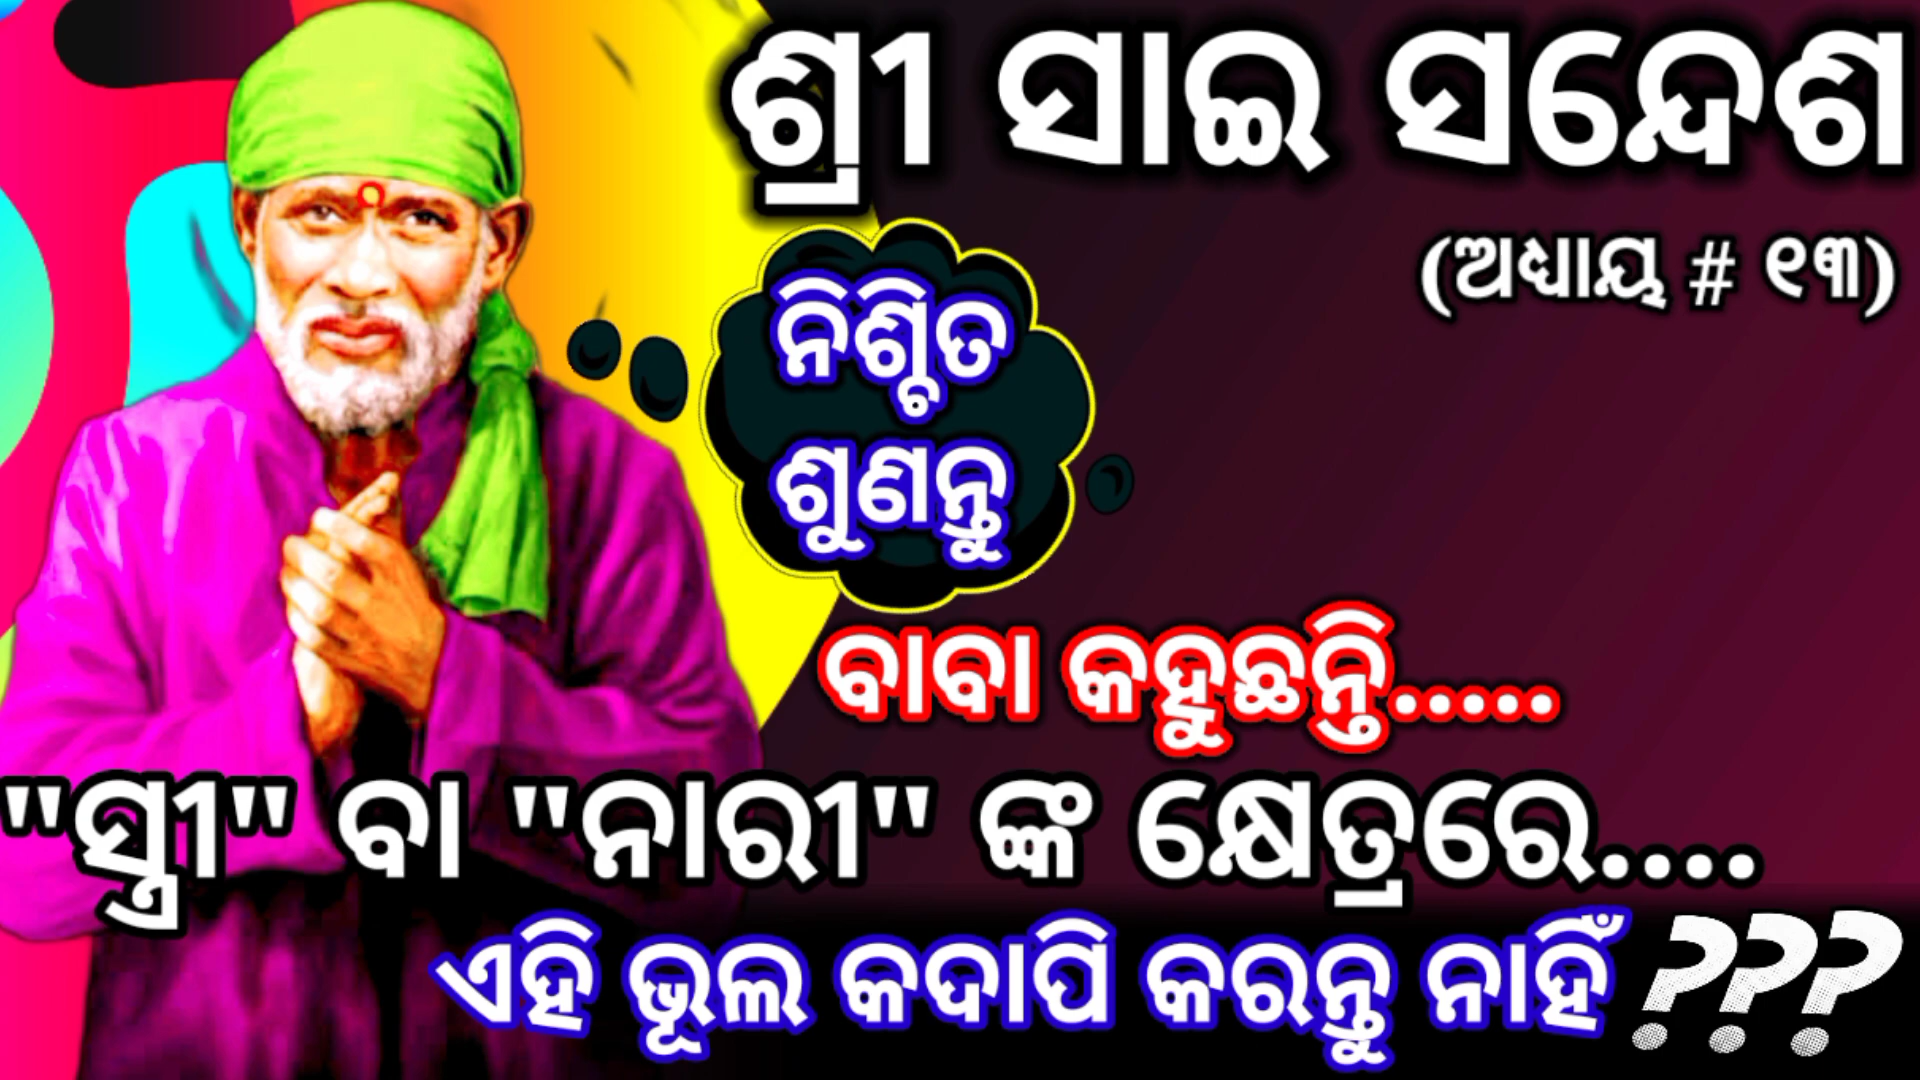 ଶ୍ରୀ ସାଇ ସନ୍ଦେଶ
(ଅଧ୍ୟାୟ # ୧୩)
ନିଶ୍ଚିତ
ଶୁଣନ୍ତୁ
ବାବା କହୁଛନ୍ତି.....
"ସ୍ତ୍ରୀ" ବା "ନାରୀ" ଙ୍କ କ୍ଷେତ୍ରରେ....
ଏହି ଭୂଲ କଦାପି କରନ୍ତୁ ନାହିଁ ???